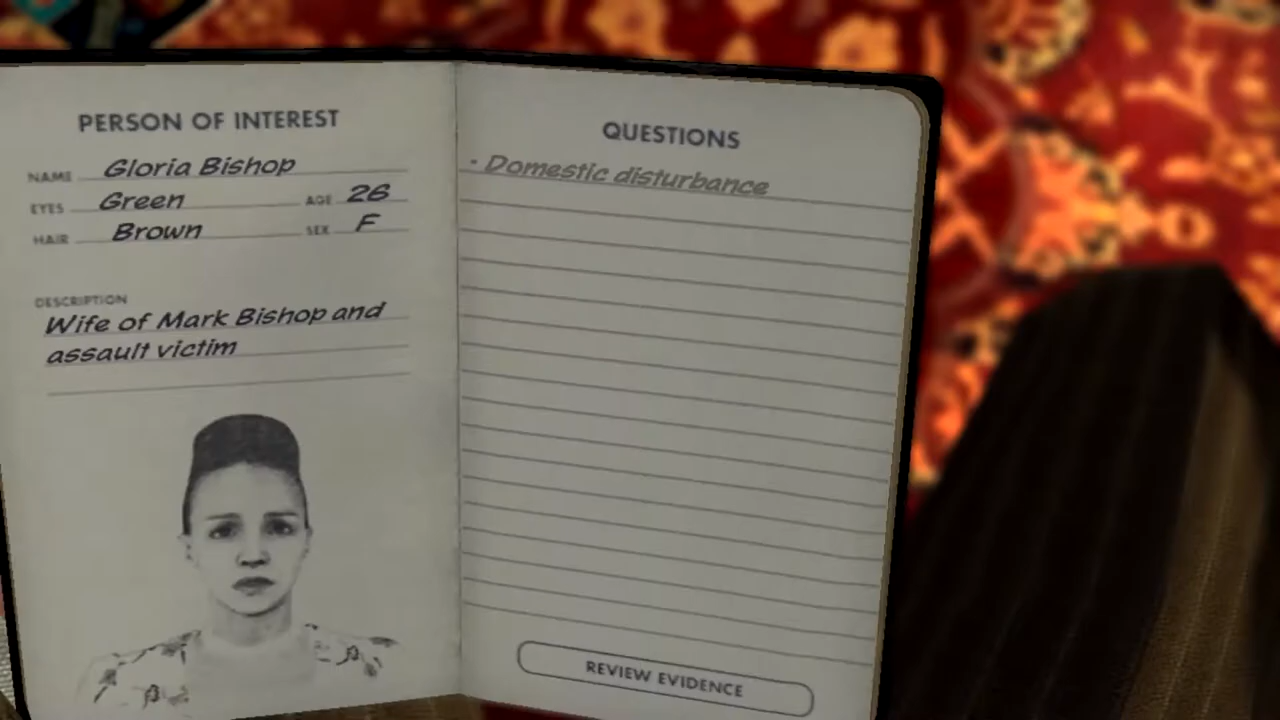 PERSON OF INTEREST
NAME Gloria Bishop
EYES Green AGE 26
HAIR Brown SEX F
DESCRIPTION
Wife of Mark Bishop and
assault victim
QUESTIONS
· Domestic disturbance
REVIEW EVIDENCE